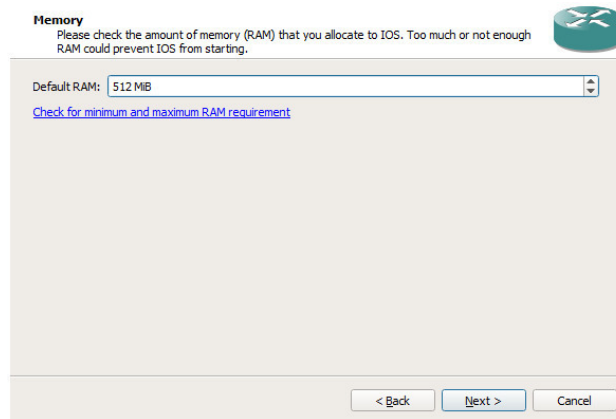 Memory
Please check the amount of memory (RAM) that you allocate to IOS. Too much or not enough
RAM could prevent IOS from starting.
Default RAM: 512 MiB
Check for minimum and maximum RAM requirement
< Back Next > Cancel